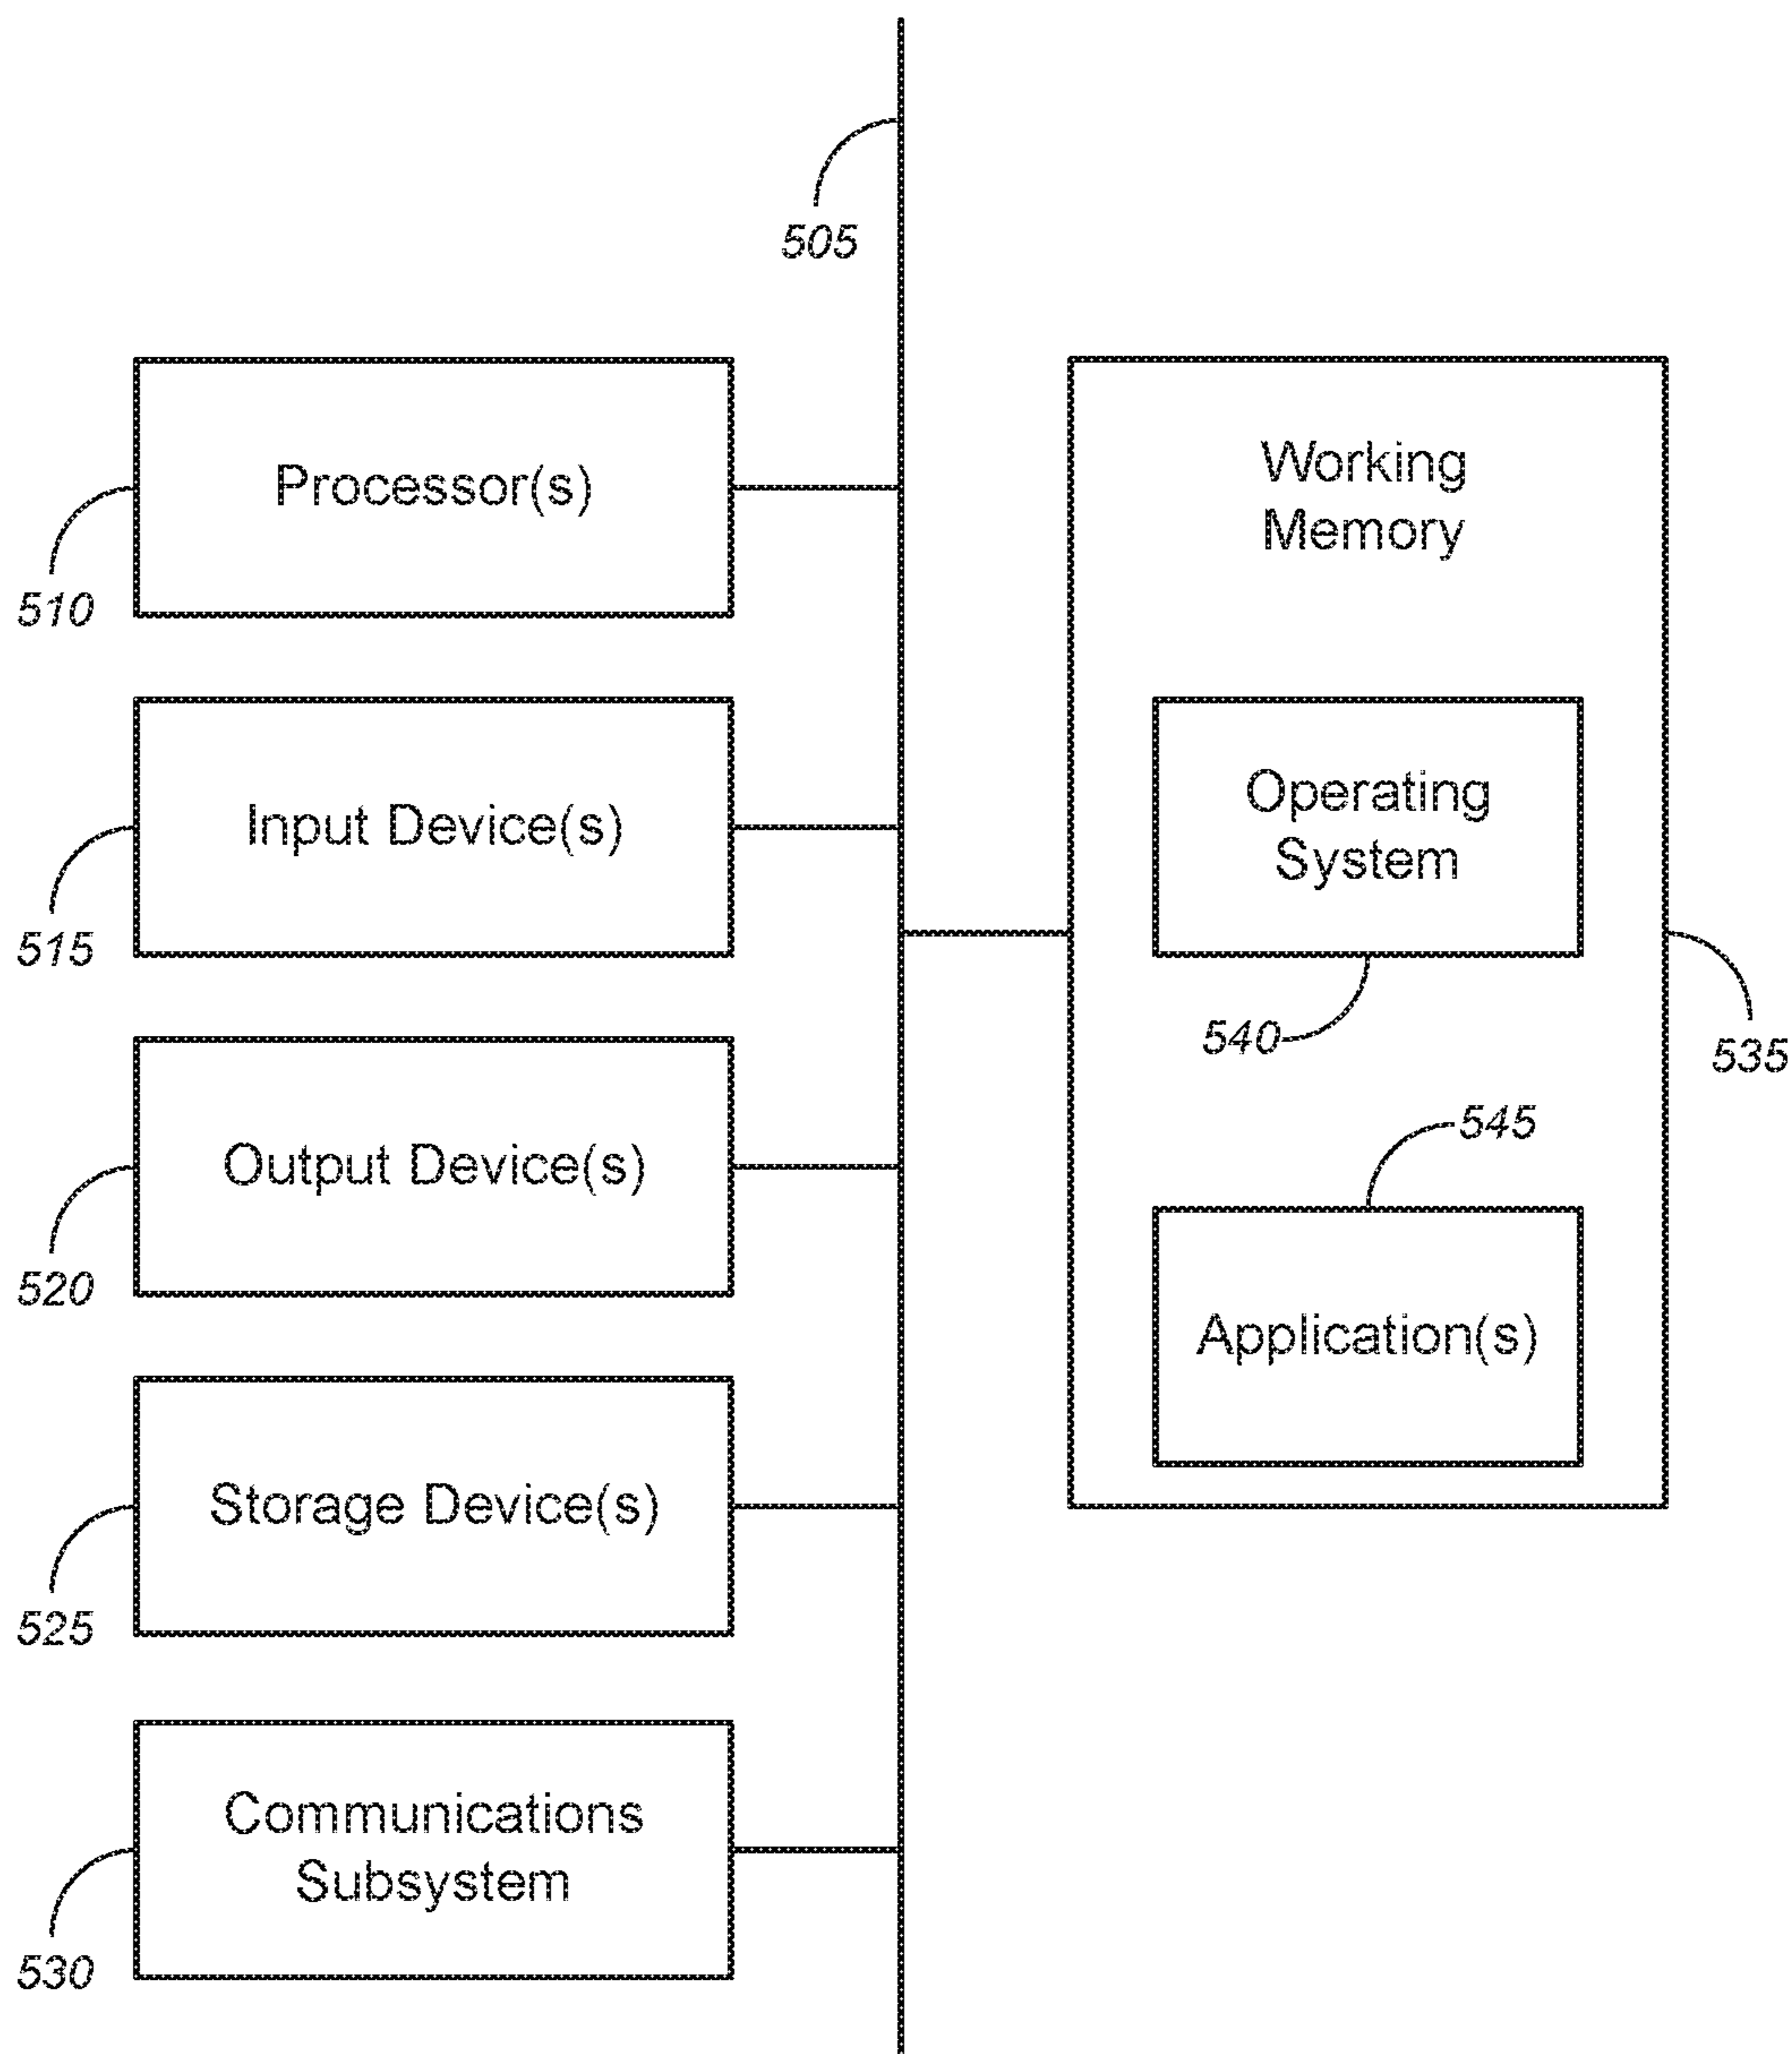 505
Processor(s)
510
Input Device(s)
515
Output Device(s)
520
Storage Device(s)
525
Communications
Subsystem
530
Working
Memory
Operating
System
540
535
545
Application(s)